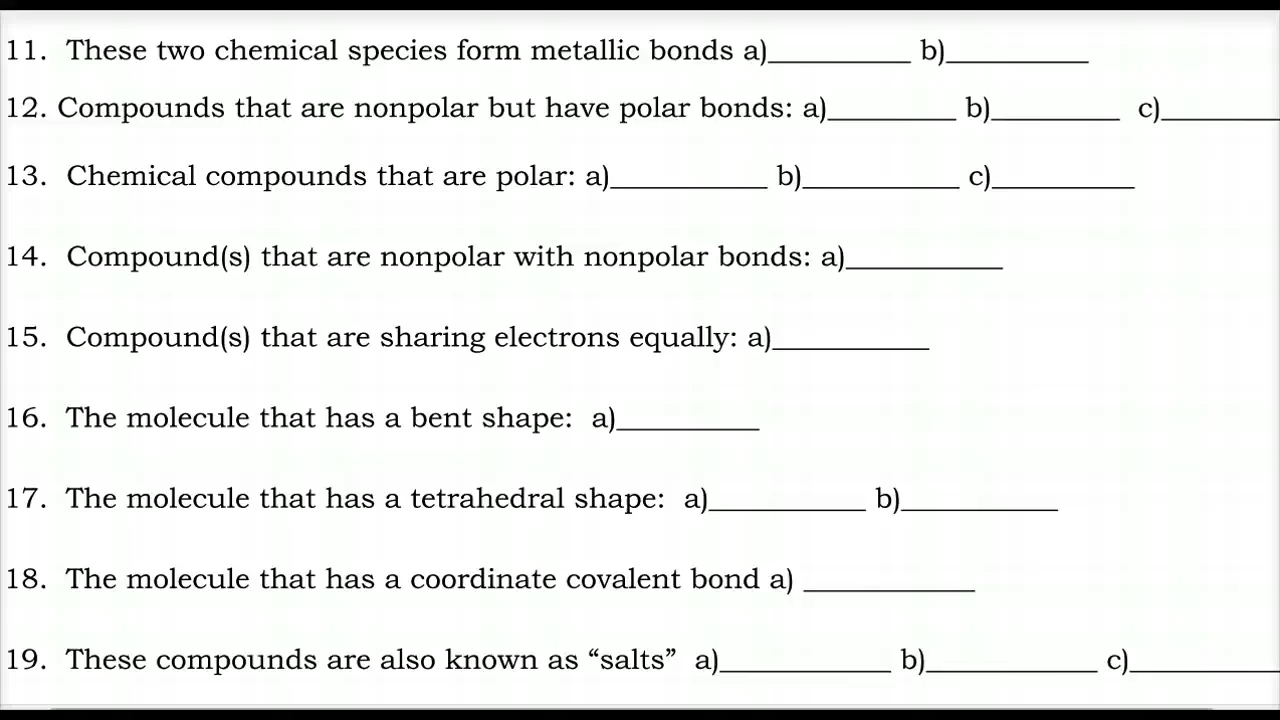 11. These two chemical species form metallic bonds a)__________ b)__________
12. Compounds that are nonpolar but have polar bonds: a)_________ b)_________ c)_________
13. Chemical compounds that are polar: a)___________ b)___________ c)__________
14. Compound(s) that are nonpolar with nonpolar bonds: a)___________
15. Compound(s) that are sharing electrons equally: a)___________
16. The molecule that has a bent shape: a)__________
17. The molecule that has a tetrahedral shape: a)___________ b)___________
18. The molecule that has a coordinate covalent bond a) ____________
19. These compounds are also known as “salts” a)____________ b)____________ c)___________